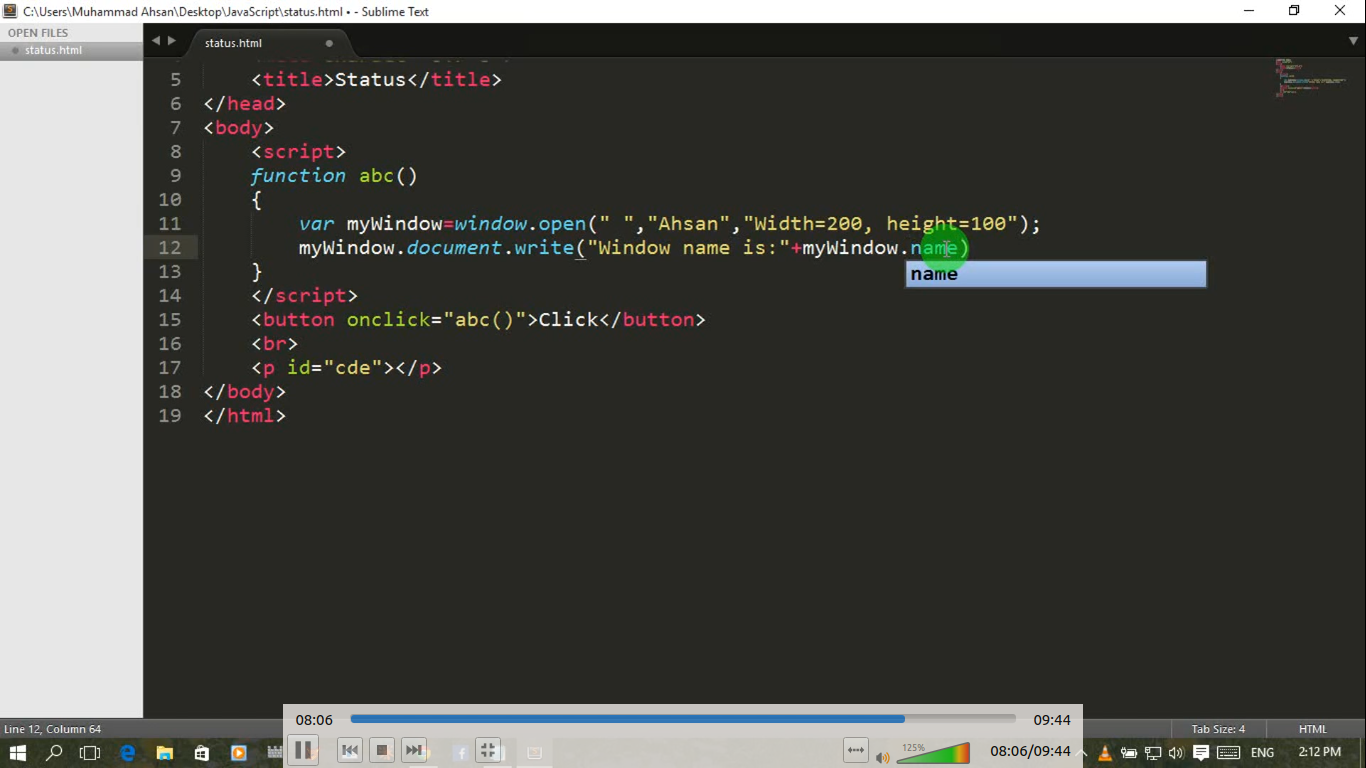 C:\Users\Muhammad Ahsan\Desktop\JavaScript\status.html • - Sublime Text
OPEN FILES
status.html
status.html
5 <title>Status</title>
6 </head>
7 <body>
8 <script>
9 function abc()
10 {
11 var myWindow=window.open(" ","Ahsan","Width=200, height=100");
12 myWindow.document.write("Window name is:"+myWindow.name)
name
13 }
14 </script>
15 <button onclick="abc()">Click</button>
16 <br>
17 <p id="cde"></p>
18 </body>
19 </html>
08:06 09:44
Line 12, Column 64 Tab Size: 4 HTML
125% 08:06/09:44 ENG 2:12 PM